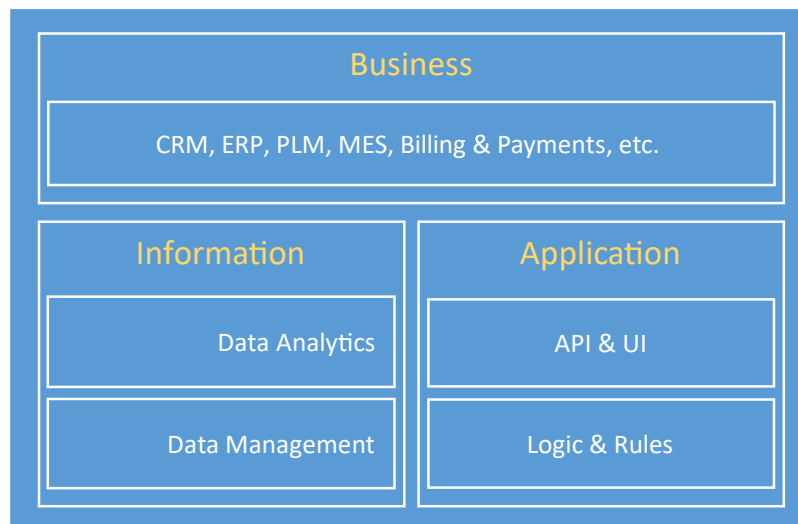 Business
CRM, ERP, PLM, MES, Billing & Payments, etc.
Information
Data Analytics
Data Management
Application
API & UI
Logic & Rules